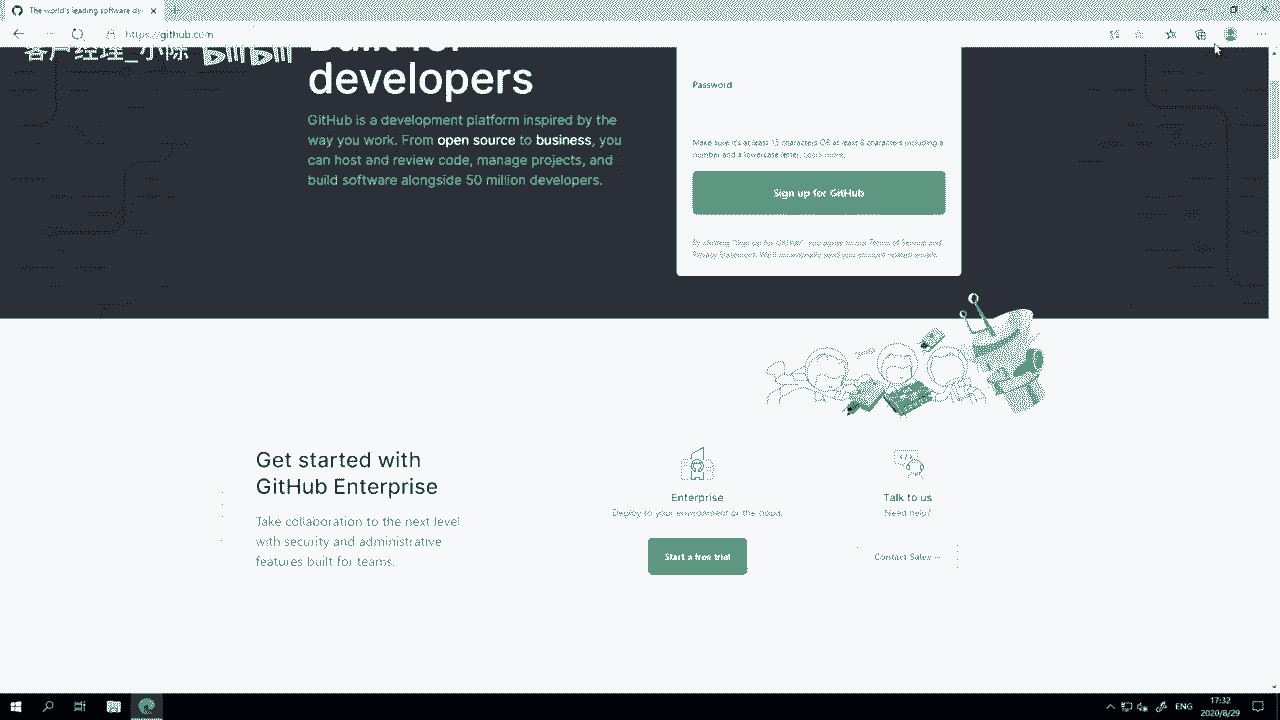 The world's leading software de
https://github.com
客户经理_小陈 bilibili
Built for
developers
GitHub is a development platform inspired by the
way you work. From open source to business, you
can host and review code, manage projects, and
build software alongside 50 million developers.
Password
Make sure it's at least 15 characters OR at least 8 characters including a
number and a lowercase letter. Learn more.
Sign up for GitHub
By clicking "Sign up for GitHub", you agree to our Terms of Service and
Privacy Statement. We'll occasionally send you account related emails.
Get started with
GitHub Enterprise
Take collaboration to the next level
with security and administrative
features built for teams.
Enterprise
Deploy to your environment or the cloud.
Start a free trial
Talk to us
Need help?
Contact Sales
ENG
17:32
2020/8/29